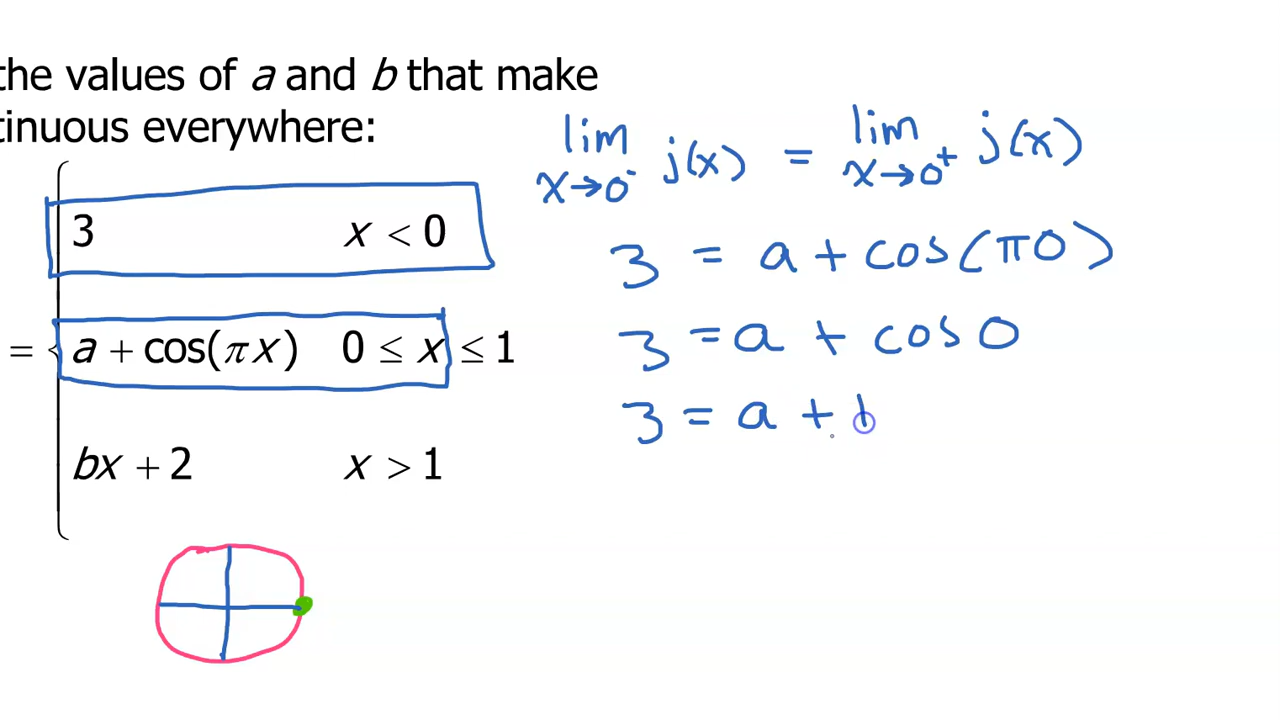 the values of a and b that make
tinuous everywhere:
lim x→0⁻ j(x) = lim x→0⁺ j(x)
3 x < 0
3 = a + cos(π0)
= a + cos(πx) 0 ≤ x ≤ 1
3 = a + cos 0
3 = a + 1
bx + 2 x > 1